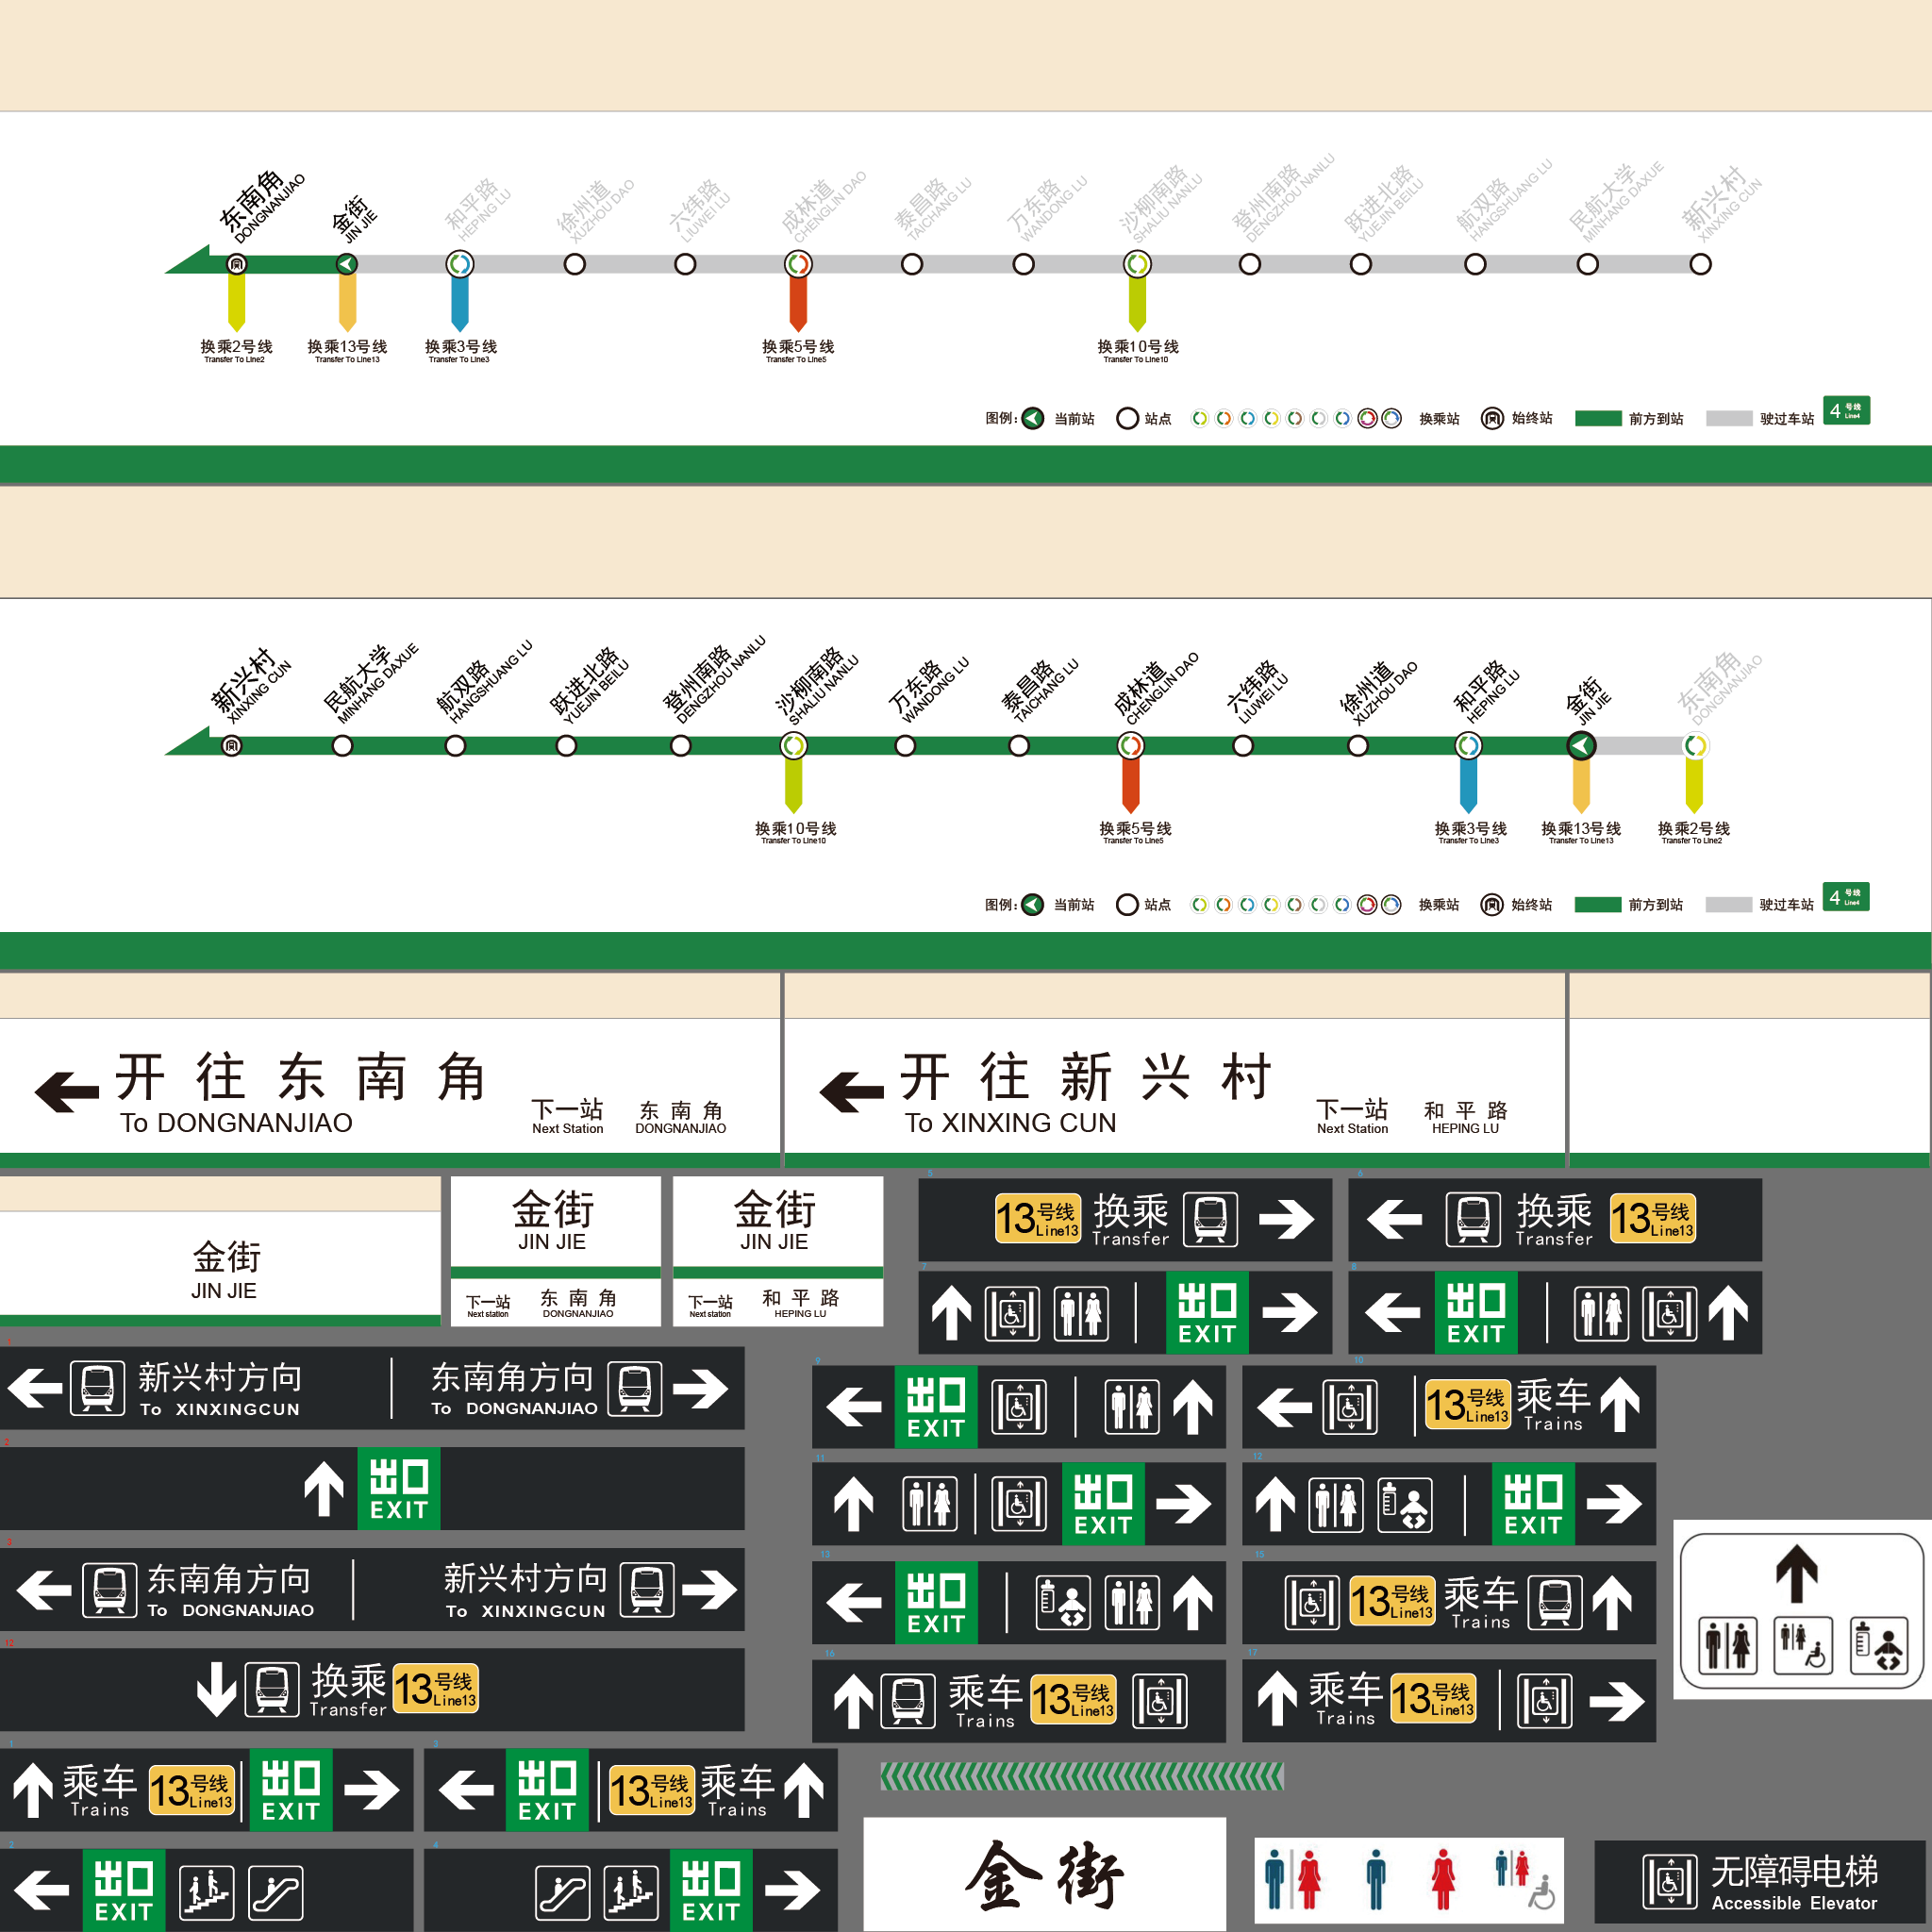 东南角
DONGNANJIAO
金街
JIN JIE
和平路
HEPING LU
徐州道
XUZHOU DAO
六纬路
LIUWEI LU
成林道
CHENGLIN DAO
泰昌路
TAICHANG LU
万东路
WANDONG LU
沙柳南路
SHALIU NANLU
登州南路
DENGZHOU NANLU
跃进北路
YUEJIN BEILU
航双路
HANGSHUANG LU
民航大学
MINHANG DAXUE
新兴村
XINXING CUN
换乘2号线
Transfer To Line2
换乘13号线
Transfer To Line13
换乘3号线
Transfer To Line3
换乘5号线
Transfer To Line5
换乘10号线
Transfer To Line10
图例: 当前站 站点 换乘站 始终站 前方到站 驶过车站 4 号线 Line4
新兴村
XINXING CUN
民航大学
MINHANG DAXUE
航双路
HANGSHUANG LU
跃进北路
YUEJIN BEILU
登州南路
DENGZHOU NANLU
沙柳南路
SHALIU NANLU
万东路
WANDONG LU
泰昌路
TAICHANG LU
成林道
CHENGLIN DAO
六纬路
LIUWEI LU
徐州道
XUZHOU DAO
和平路
HEPING LU
金街
JIN JIE
东南角
DONGNANJIAO
换乘10号线
Transfer To Line10
换乘5号线
Transfer To Line5
换乘3号线
Transfer To Line3
换乘13号线
Transfer To Line13
换乘2号线
Transfer To Line2
图例: 当前站 站点 换乘站 始终站 前方到站 驶过车站 4 号线 Line4
开往东南角
To DONGNANJIAO
下一站 东南角
Next Station DONGNANJIAO
开往新兴村
To XINXING CUN
下一站 和平路
Next Station HEPING LU
金街
JIN JIE
金街
JIN JIE
下一站 东南角
Next station DONGNANJIAO
金街
JIN JIE
下一站 和平路
Next station HEPING LU
5
13号线 换乘
Line13 Transfer
6
换乘 13号线
Transfer Line13
7
出口
EXIT
8
出口
EXIT
1
新兴村方向 东南角方向
To XINXINGCUN To DONGNANJIAO
2
出口
EXIT
3
东南角方向 新兴村方向
To DONGNANJIAO To XINXINGCUN
12
换乘 13号线
Transfer Line13
9
出口
EXIT
10
13号线 乘车
Line13 Trains
11
出口
EXIT
12
出口
EXIT
13
出口
EXIT
15
13号线 乘车
Line13 Trains
16
乘车 13号线
Trains Line13
17
乘车 13号线
Trains Line13
1
乘车 13号线 出口
Trains Line13 EXIT
3
出口 13号线 乘车
EXIT Line13 Trains
2
出口
EXIT
4
出口
EXIT
金街
无障碍电梯
Accessible Elevator